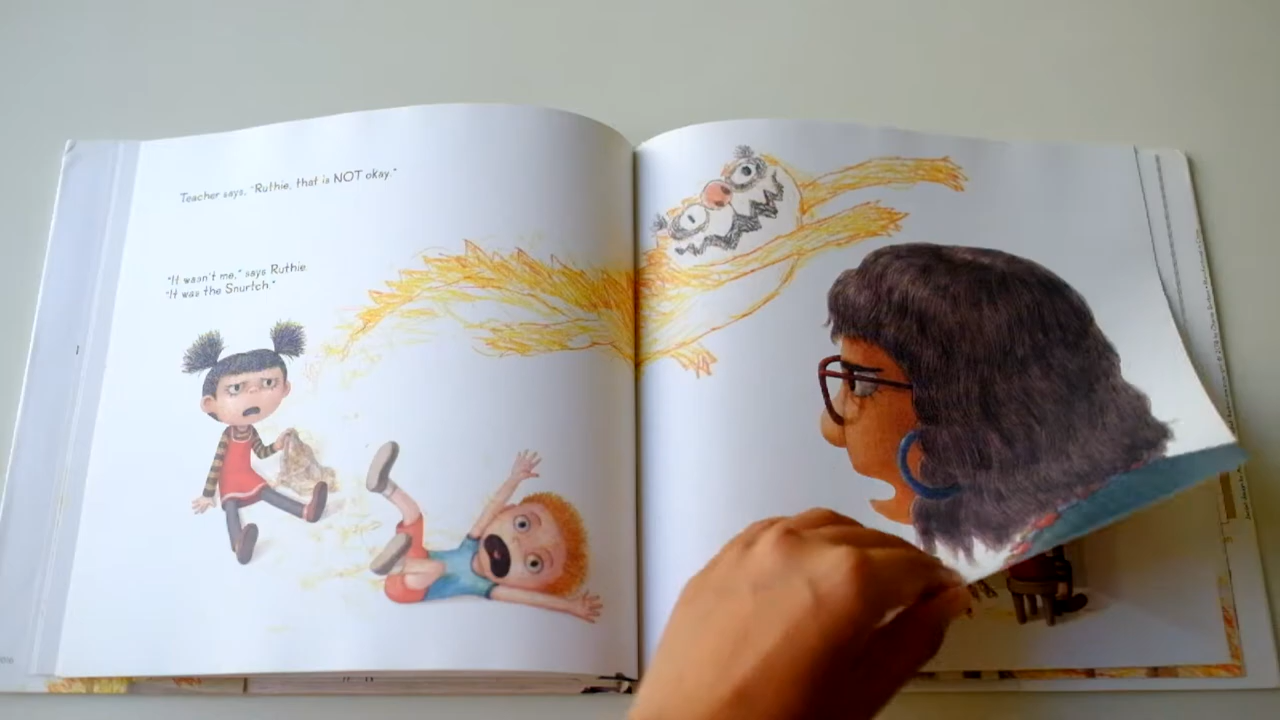 Teacher says, "Ruthie, that is NOT okay."
"It wasn't me," says Ruthie.
"It was the Snurtch."